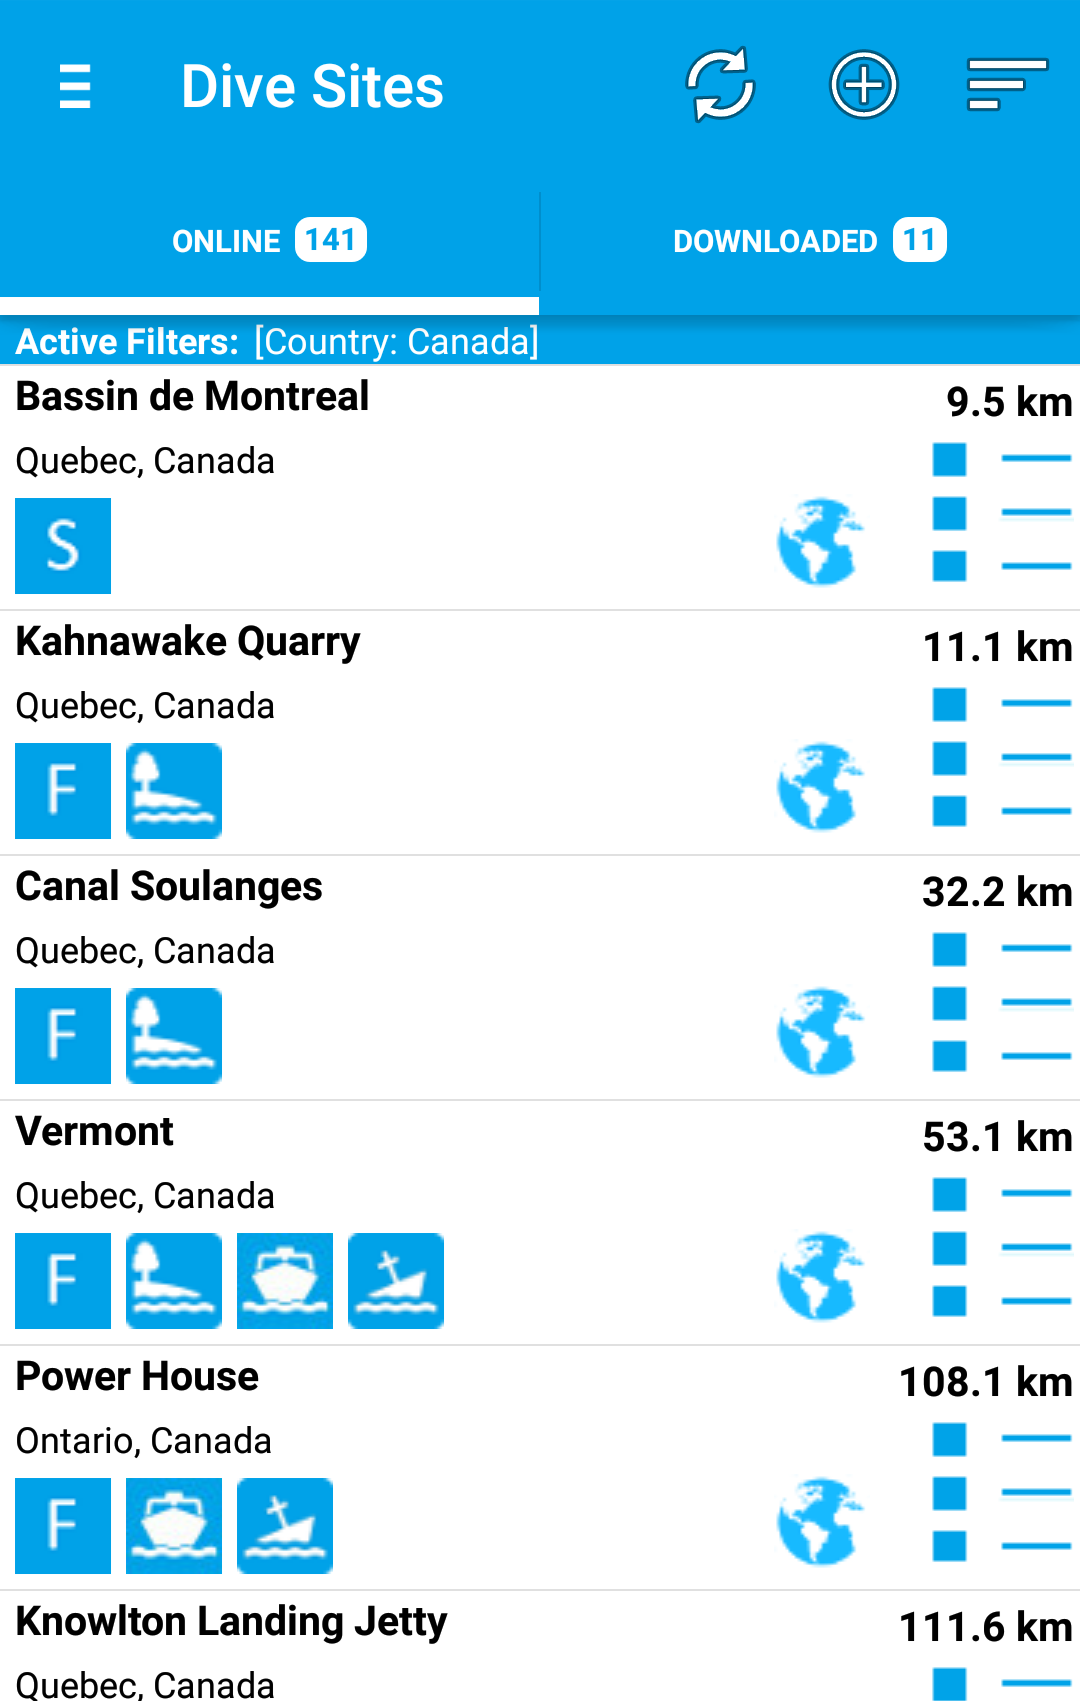 Dive Sites
ONLINE 141
DOWNLOADED 11
Active Filters: [Country: Canada]
Bassin de Montreal
9.5 km
Quebec, Canada
S
Kahnawake Quarry
11.1 km
Quebec, Canada
F
Canal Soulanges
32.2 km
Quebec, Canada
F
Vermont
53.1 km
Quebec, Canada
F
Power House
108.1 km
Ontario, Canada
F
Knowlton Landing Jetty
111.6 km
Quebec, Canada